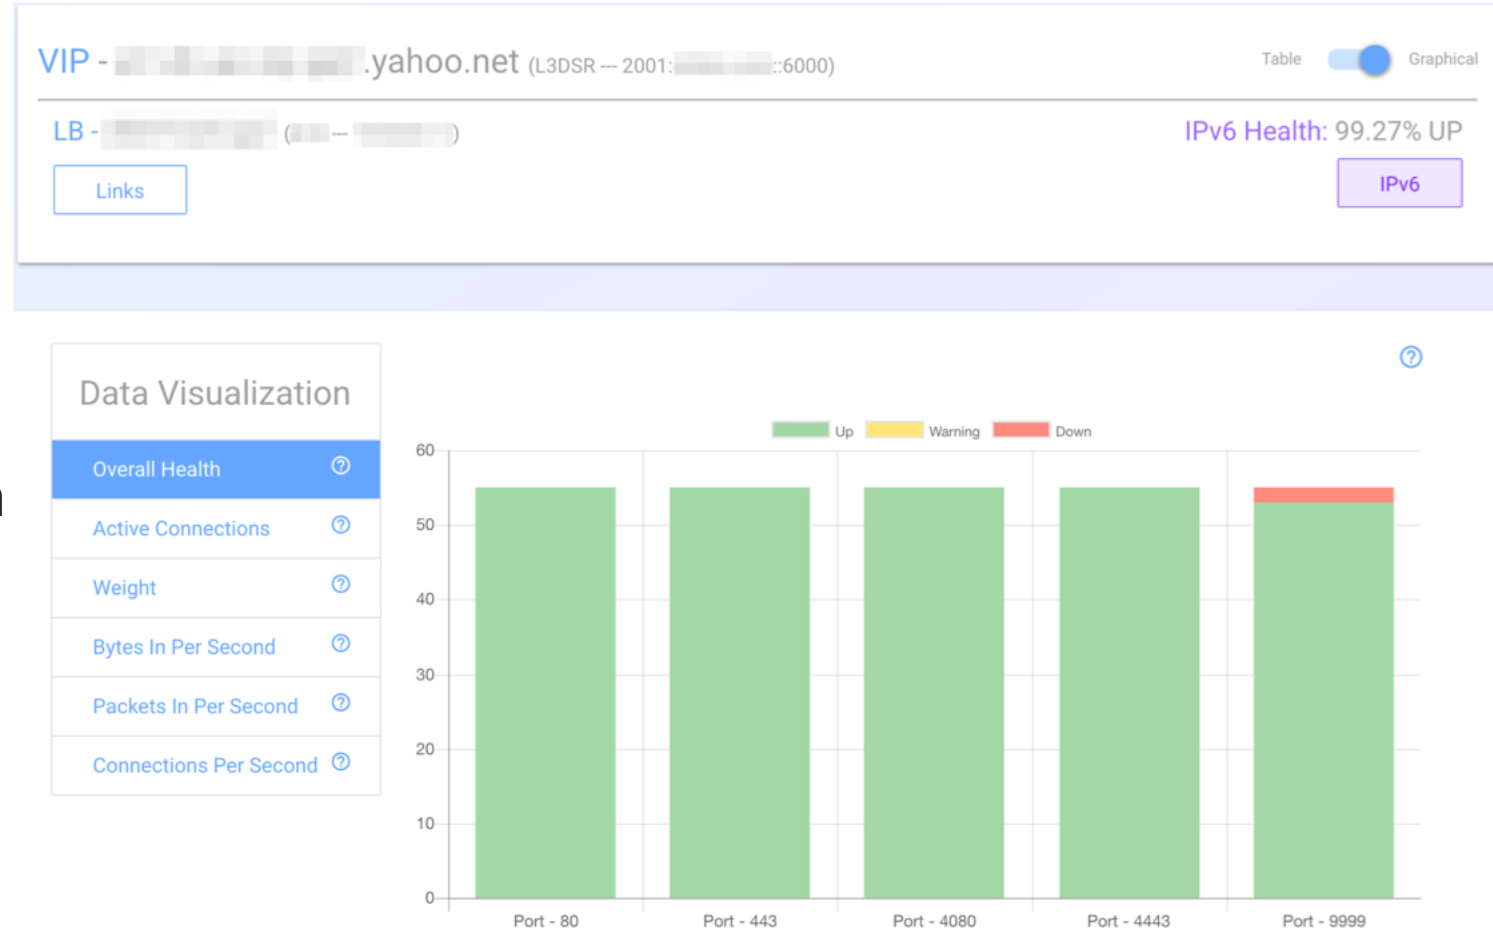 VIP - .yahoo.net (L3DSR --- 2001: ::6000)
Table Graphical
LB - ( --- )
IPv6 Health: 99.27% UP
Links
IPv6
Data Visualization
Overall Health
Active Connections
Weight
Bytes In Per Second
Packets In Per Second
Connections Per Second
Up Warning Down
60
50
40
30
20
10
0
Port - 80 Port - 443 Port - 4080 Port - 4443 Port - 9999